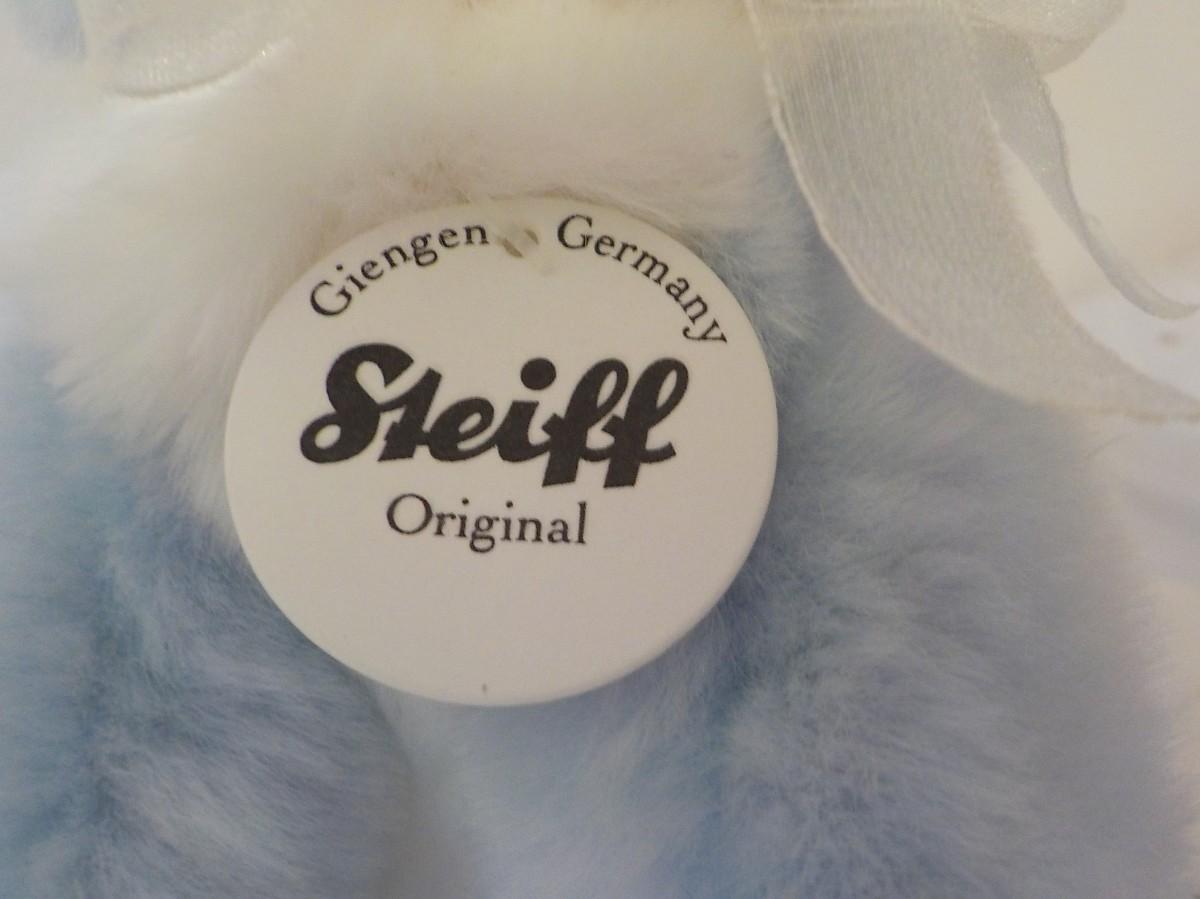 Giengen Germany
Steiff
Original